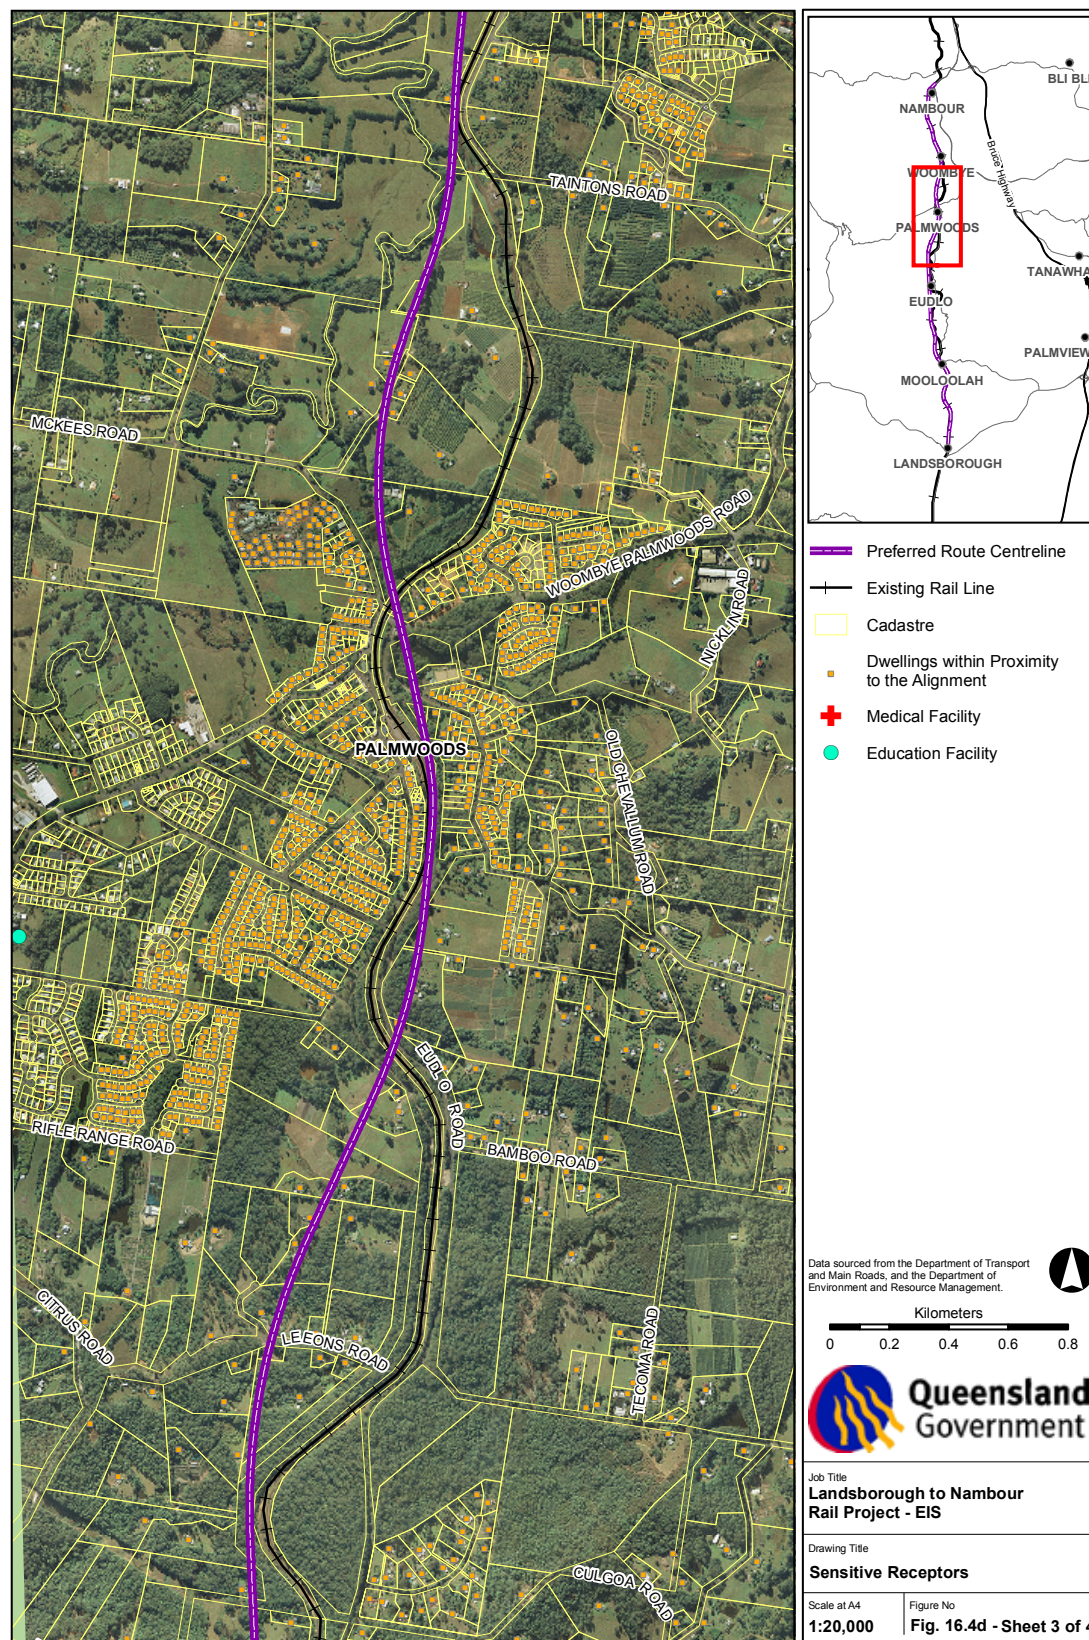 TAINTONS ROAD
MCKEES ROAD
WOOMBYE PALMWOODS ROAD
NICKLIN ROAD
PALMWOODS
OLD CHEVALLUM ROAD
EUDLO ROAD
RIFLE RANGE ROAD
BAMBOO ROAD
CITRUS ROAD
LEEONS ROAD
TECOMA ROAD
CULGOA ROAD
BLI BLI
NAMBOUR
Bruce Highway
WOOMBYE
PALMWOODS
TANAWHA
EUDLO
PALMVIEW
MOOLOOLAH
LANDSBOROUGH
Preferred Route Centreline
Existing Rail Line
Cadastre
Dwellings within Proximity
to the Alignment
Medical Facility
Education Facility
Data sourced from the Department of Transport
and Main Roads, and the Department of
Environment and Resource Management.
Kilometers
0 0.2 0.4 0.6 0.8
Queensland
Government
Job Title
Landsborough to Nambour
Rail Project - EIS
Drawing Title
Sensitive Receptors
Scale at A4
1:20,000
Figure No
Fig. 16.4d - Sheet 3 of